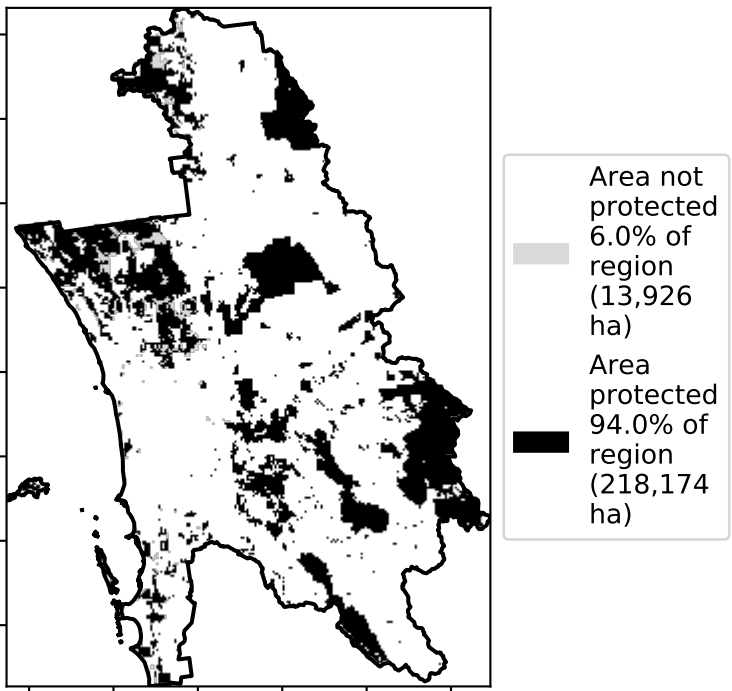 Area not
protected
6.0% of
region
(13,926
ha)
Area
protected
94.0% of
region
(218,174
ha)